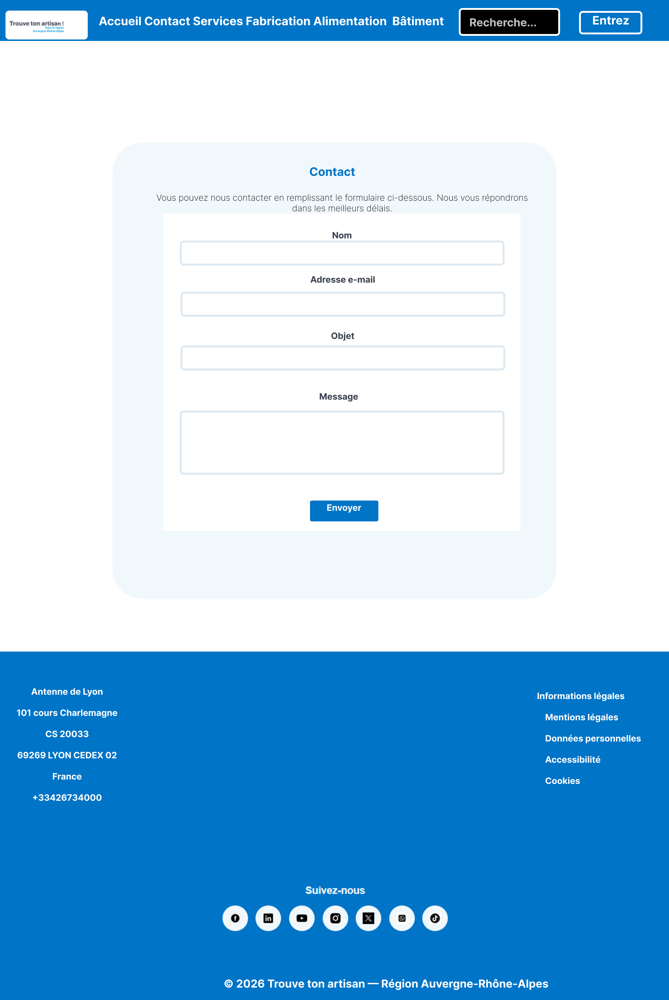 Trouve ton artisan !
Avec la région
Auvergne-Rhône-Alpes
Accueil Contact Services Fabrication Alimentation Bâtiment
Recherche...
Entrez
Contact
Vous pouvez nous contacter en remplissant le formulaire ci-dessous. Nous vous répondrons
dans les meilleurs délais.
Nom
Adresse e-mail
Objet
Message
Envoyer
Antenne de Lyon
101 cours Charlemagne
CS 20033
69269 LYON CEDEX 02
France
+33426734000
Informations légales
Mentions légales
Données personnelles
Accessibilité
Cookies
Suivez-nous
© 2026 Trouve ton artisan — Région Auvergne-Rhône-Alpes